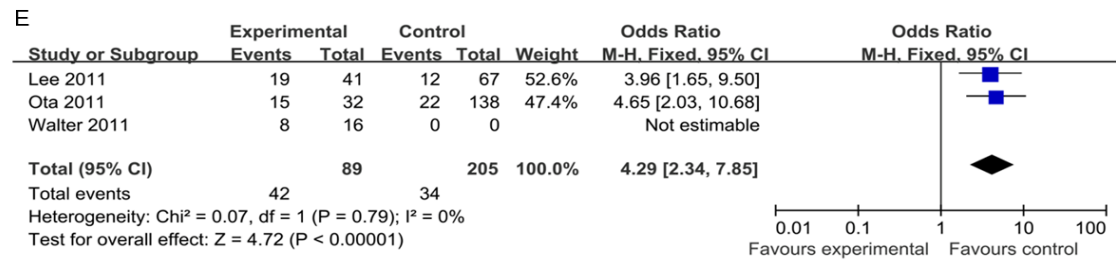 E
Experimental Control Odds Ratio Odds Ratio
Study or Subgroup Events Total Events Total Weight M-H, Fixed, 95% CI M-H, Fixed, 95% CI
Lee 2011 19 41 12 67 52.6% 3.96 [1.65, 9.50]
Ota 2011 15 32 22 138 47.4% 4.65 [2.03, 10.68]
Walter 2011 8 16 0 0 Not estimable
Total (95% CI) 89 205 100.0% 4.29 [2.34, 7.85]
Total events 42 34
Heterogeneity: Chi² = 0.07, df = 1 (P = 0.79); I² = 0%
Test for overall effect: Z = 4.72 (P < 0.00001)
0.01 0.1 1 10 100
Favours experimental Favours control